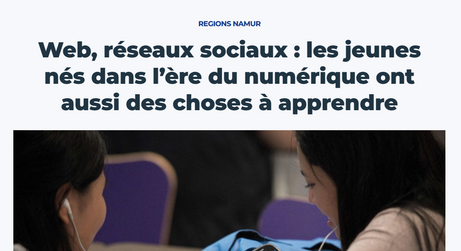 REGIONS NAMUR
Web, réseaux sociaux : les jeunes
nés dans l’ère du numérique ont
aussi des choses à apprendre